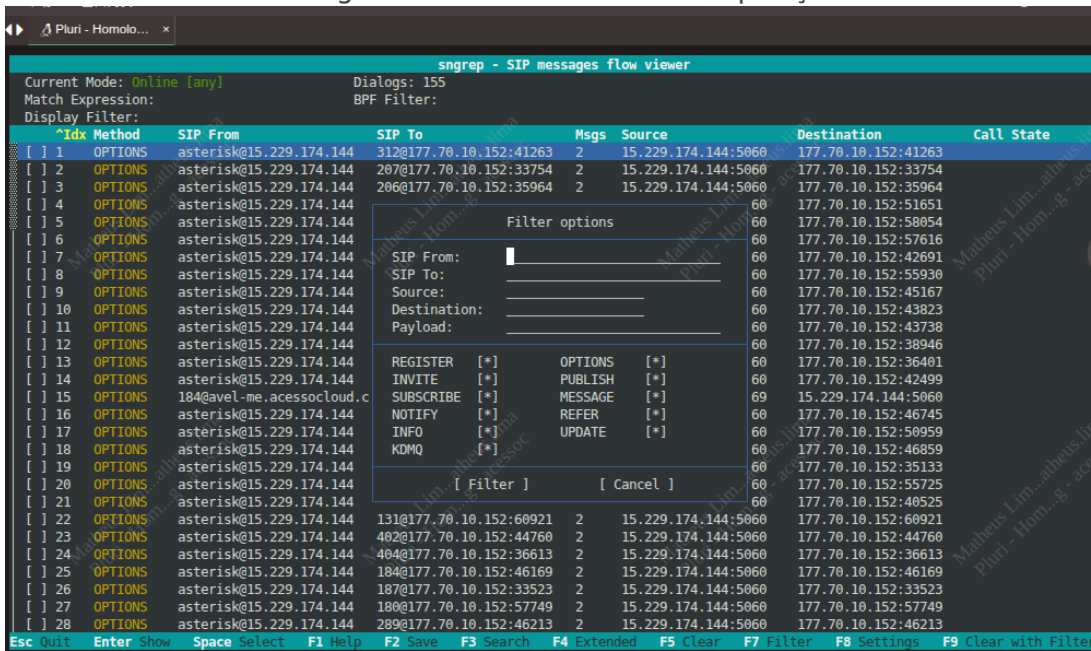 Pluri - Homolo... ×
sngrep - SIP messages flow viewer
Current Mode: Online [any] Dialogs: 155
Match Expression: BPF Filter:
Display Filter:
^Idx Method SIP From SIP To Msgs Source Destination Call State
[ ] 1 OPTIONS asterisk@15.229.174.144 312@177.70.10.152:41263 2 15.229.174.144:5060 177.70.10.152:41263
[ ] 2 OPTIONS asterisk@15.229.174.144 207@177.70.10.152:33754 2 15.229.174.144:5060 177.70.10.152:33754
[ ] 3 OPTIONS asterisk@15.229.174.144 206@177.70.10.152:35964 2 15.229.174.144:5060 177.70.10.152:35964
[ ] 4 OPTIONS asterisk@15.229.174.144 60 177.70.10.152:51651
[ ] 5 OPTIONS asterisk@15.229.174.144 Filter options 60 177.70.10.152:58054
[ ] 6 OPTIONS asterisk@15.229.174.144 60 177.70.10.152:57616
[ ] 7 OPTIONS asterisk@15.229.174.144 SIP From: 60 177.70.10.152:42691
[ ] 8 OPTIONS asterisk@15.229.174.144 SIP To: 60 177.70.10.152:55930
[ ] 9 OPTIONS asterisk@15.229.174.144 Source: 60 177.70.10.152:45167
[ ] 10 OPTIONS asterisk@15.229.174.144 Destination: 60 177.70.10.152:43823
[ ] 11 OPTIONS asterisk@15.229.174.144 Payload: 60 177.70.10.152:43738
[ ] 12 OPTIONS asterisk@15.229.174.144 60 177.70.10.152:38946
[ ] 13 OPTIONS asterisk@15.229.174.144 REGISTER [*] OPTIONS [*] 60 177.70.10.152:36401
[ ] 14 OPTIONS asterisk@15.229.174.144 INVITE [*] PUBLISH [*] 60 177.70.10.152:42499
[ ] 15 OPTIONS 184@avel-me.acessocloud.c SUBSCRIBE [*] MESSAGE [*] 69 15.229.174.144:5060
[ ] 16 OPTIONS asterisk@15.229.174.144 NOTIFY [*] REFER [*] 60 177.70.10.152:46745
[ ] 17 OPTIONS asterisk@15.229.174.144 INFO [*] UPDATE [*] 60 177.70.10.152:50959
[ ] 18 OPTIONS asterisk@15.229.174.144 KDMQ [*] 60 177.70.10.152:46859
[ ] 19 OPTIONS asterisk@15.229.174.144 60 177.70.10.152:35133
[ ] 20 OPTIONS asterisk@15.229.174.144 [ Filter ] [ Cancel ] 60 177.70.10.152:55725
[ ] 21 OPTIONS asterisk@15.229.174.144 60 177.70.10.152:40525
[ ] 22 OPTIONS asterisk@15.229.174.144 131@177.70.10.152:60921 2 15.229.174.144:5060 177.70.10.152:60921
[ ] 23 OPTIONS asterisk@15.229.174.144 402@177.70.10.152:44760 2 15.229.174.144:5060 177.70.10.152:44760
[ ] 24 OPTIONS asterisk@15.229.174.144 404@177.70.10.152:36613 2 15.229.174.144:5060 177.70.10.152:36613
[ ] 25 OPTIONS asterisk@15.229.174.144 184@177.70.10.152:46169 2 15.229.174.144:5060 177.70.10.152:46169
[ ] 26 OPTIONS asterisk@15.229.174.144 187@177.70.10.152:33523 2 15.229.174.144:5060 177.70.10.152:33523
[ ] 27 OPTIONS asterisk@15.229.174.144 180@177.70.10.152:57749 2 15.229.174.144:5060 177.70.10.152:57749
[ ] 28 OPTIONS asterisk@15.229.174.144 289@177.70.10.152:46213 2 15.229.174.144:5060 177.70.10.152:46213
Esc Quit Enter Show Space Select F1 Help F2 Save F3 Search F4 Extended F5 Clear F7 Filter F8 Settings F9 Clear with Filte